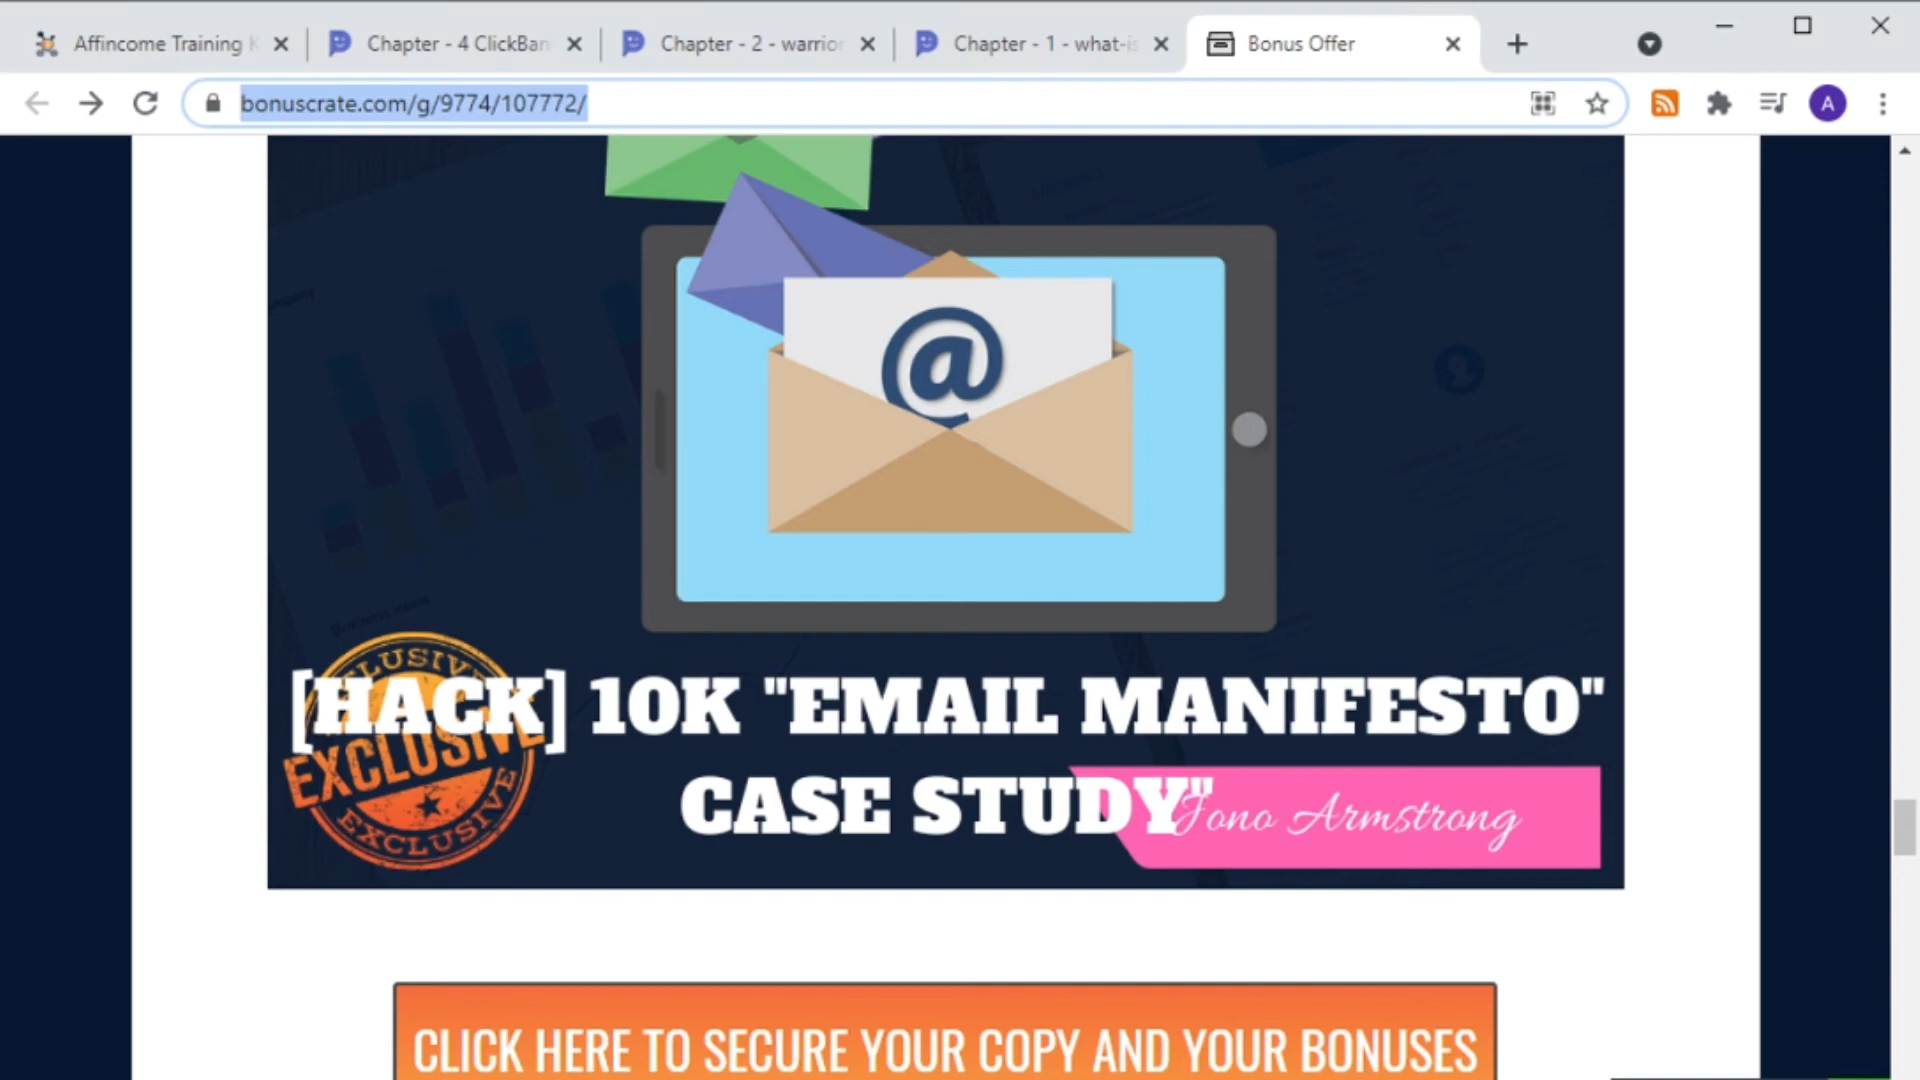 Affincome Training
Chapter - 4 ClickBan
Chapter - 2 - warrior
Chapter - 1 - what-is
Bonus Offer
bonuscrate.com/g/9774/107772/
A
@
EXCLUSIVE
EXCLUSIVE
[HACK] 10K "EMAIL MANIFESTO"
CASE STUDY"
Jono Armstrong
CLICK HERE TO SECURE YOUR COPY AND YOUR BONUSES